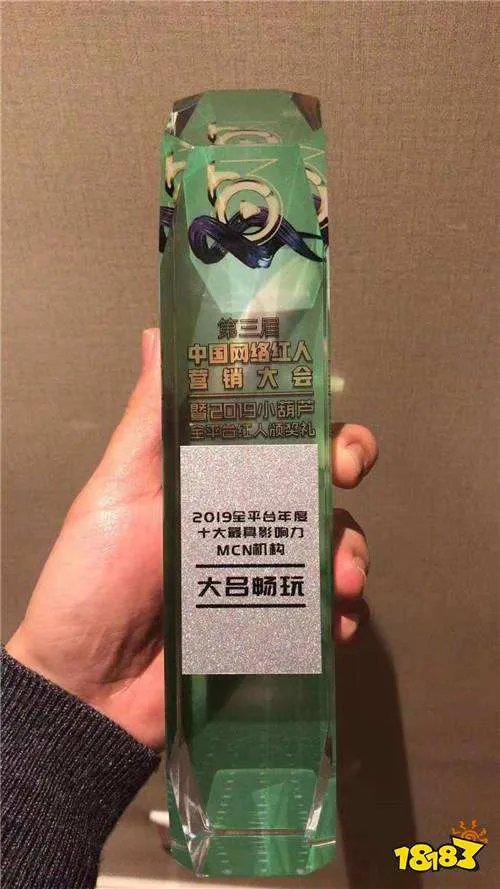 第三届
中国网络红人
营销大会
暨2019小葫芦
全平台红人颁奖礼
2019全平台年度
十大最具影响力
MCN机构
大吕畅玩
18183